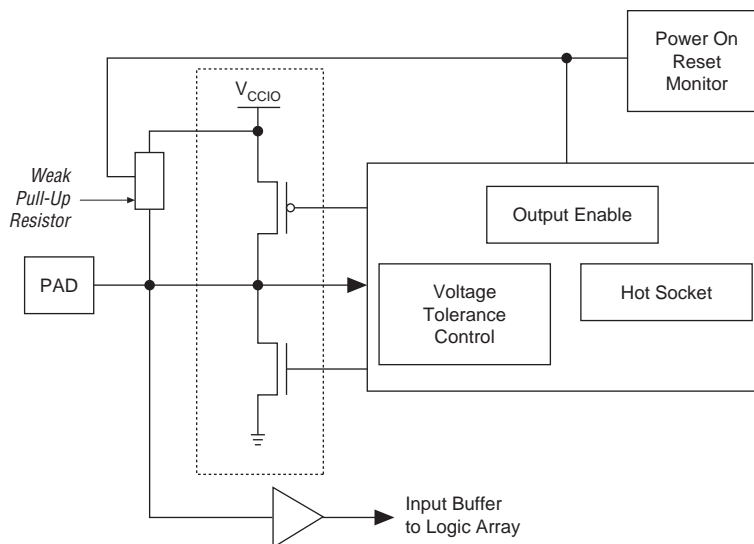 Power On
Reset
Monitor
V_CCIO
Weak
Pull-Up
Resistor
Output Enable
PAD
Voltage
Tolerance
Control
Hot Socket
Input Buffer
to Logic Array